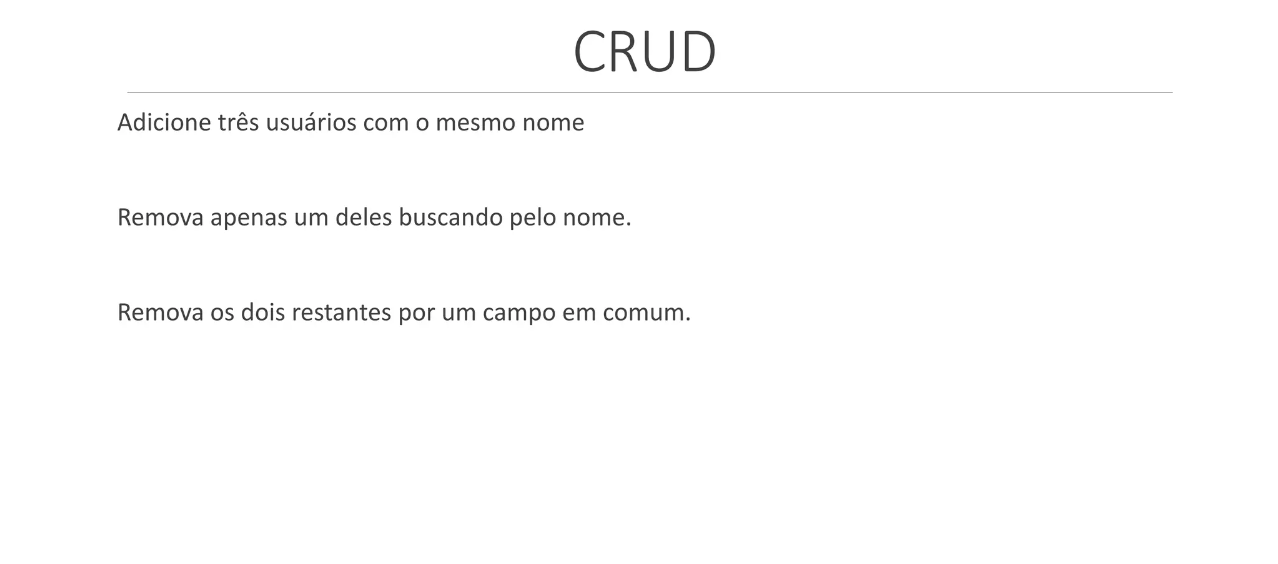 CRUD
Adicione três usuários com o mesmo nome
Remova apenas um deles buscando pelo nome.
Remova os dois restantes por um campo em comum.